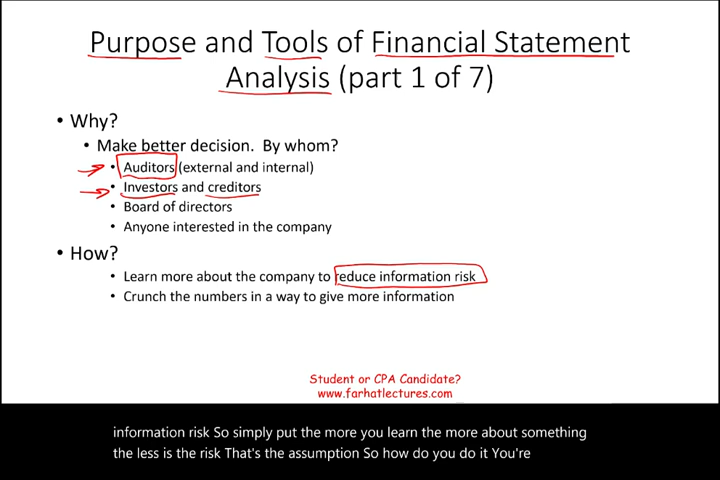 Purpose and Tools of Financial Statement
Analysis (part 1 of 7)
• Why?
• Make better decision. By whom?
• Auditors (external and internal)
• Investors and creditors
• Board of directors
• Anyone interested in the company
• How?
• Learn more about the company to reduce information risk
• Crunch the numbers in a way to give more information
Student or CPA Candidate?
www.farhatlectures.com
information risk So simply put the more you learn the more about something
the less is the risk That's the assumption So how do you do it You're